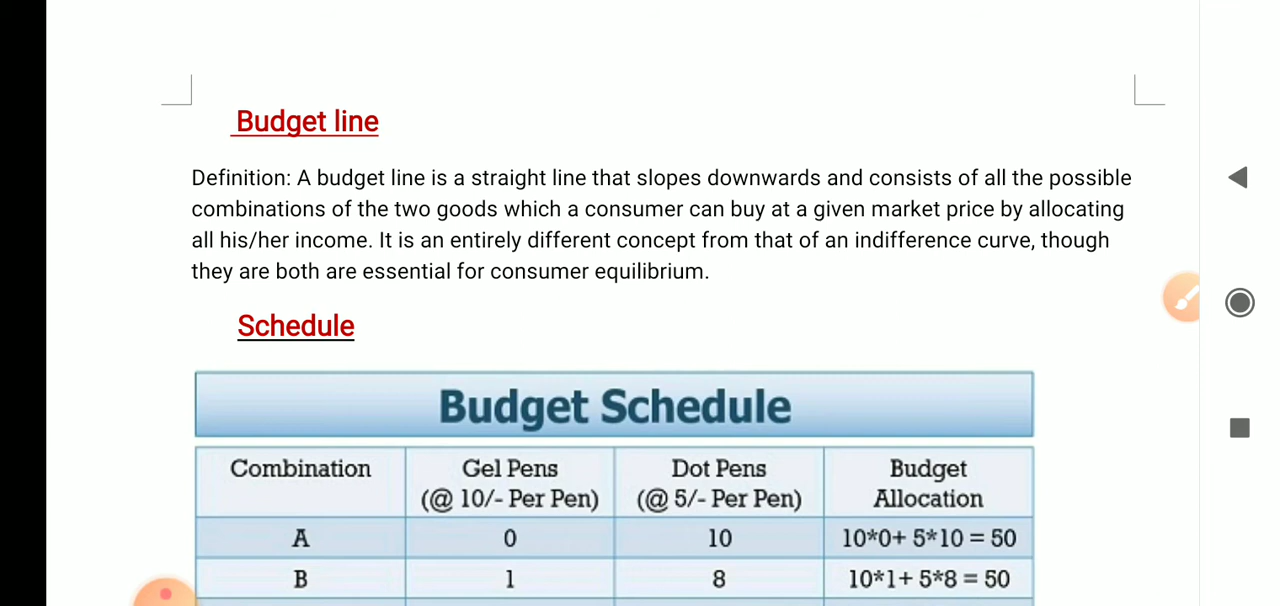 Budget line
Definition: A budget line is a straight line that slopes downwards and consists of all the possible
combinations of the two goods which a consumer can buy at a given market price by allocating
all his/her income. It is an entirely different concept from that of an indifference curve, though
they are both are essential for consumer equilibrium.
Schedule
Budget Schedule
Combination Gel Pens Dot Pens Budget
(@ 10/- Per Pen) (@ 5/- Per Pen) Allocation
A 0 10 10*0+ 5*10 = 50
B 1 8 10*1+ 5*8 = 50